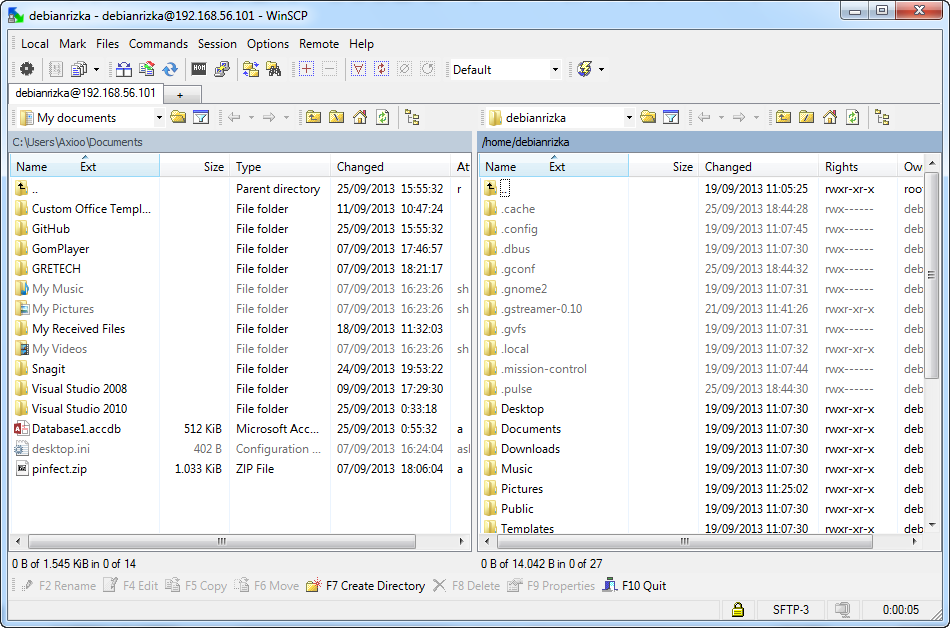 debianrizka - debianrizka@192.168.56.101 - WinSCP
Local Mark Files Commands Session Options Remote Help
Default
debianrizka@192.168.56.101
My documents
C:\Users\Axioo\Documents
Name Ext Size Type Changed At
.. Parent directory 25/09/2013 15:55:32 r
Custom Office Templ... File folder 11/09/2013 10:47:24
GitHub File folder 25/09/2013 15:55:32
GomPlayer File folder 07/09/2013 17:46:57
GRETECH File folder 07/09/2013 18:21:17
My Music File folder 07/09/2013 16:23:26 sh
My Pictures File folder 07/09/2013 16:23:26 sh
My Received Files File folder 18/09/2013 11:32:03
My Videos File folder 07/09/2013 16:23:26 sh
Snagit File folder 24/09/2013 19:53:22
Visual Studio 2008 File folder 09/09/2013 17:29:30
Visual Studio 2010 File folder 25/09/2013 0:33:18
Database1.accdb 512 KiB Microsoft Acc... 25/09/2013 0:55:32 a
desktop.ini 402 B Configuration ... 07/09/2013 16:24:04 asl
pinfect.zip 1.033 KiB ZIP File 07/09/2013 18:06:04 a
0 B of 1.545 KiB in 0 of 14
debianrizka
/home/debianrizka
Name Ext Size Changed Rights Ow
.. 19/09/2013 11:05:25 rwxr-xr-x roo
.cache 25/09/2013 18:44:28 rwx------ deb
.config 19/09/2013 11:07:45 rwx------ deb
.dbus 19/09/2013 11:07:30 rwx------ deb
.gconf 25/09/2013 18:44:32 rwx------ deb
.gnome2 19/09/2013 11:07:31 rwx------ deb
.gstreamer-0.10 21/09/2013 11:41:26 rwxr-xr-x deb
.gvfs 19/09/2013 11:07:31 rwx------ deb
.local 19/09/2013 11:07:32 rwxr-xr-x deb
.mission-control 19/09/2013 11:07:44 rwxr-xr-x deb
.pulse 25/09/2013 18:44:30 rwx------ deb
Desktop 19/09/2013 11:07:30 rwxr-xr-x deb
Documents 19/09/2013 11:07:30 rwxr-xr-x deb
Downloads 19/09/2013 11:07:30 rwxr-xr-x deb
Music 19/09/2013 11:07:30 rwxr-xr-x deb
Pictures 19/09/2013 11:25:02 rwxr-xr-x deb
Public 19/09/2013 11:07:30 rwxr-xr-x deb
Templates 19/09/2013 11:07:30 rwxr-xr-x deb
0 B of 14.042 B in 0 of 27
F2 Rename F4 Edit F5 Copy F6 Move F7 Create Directory F8 Delete F9 Properties F10 Quit
SFTP-3 0:00:05